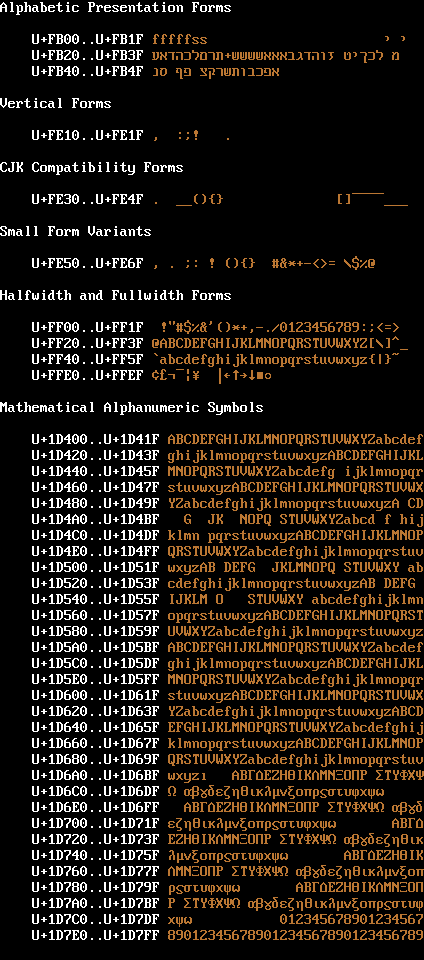 Alphabetic Presentation Forms
U+FB00..U+FB1F fffffss › ›
U+FB20..U+FB3F עאדהכלםרת+ששששאאאבגדהוז טיךכל מ
U+FB40..U+FB4F נס ףפ צקרשתובכפא
Vertical Forms
U+FE10..U+FE1F , :;! .
CJK Compatibility Forms
U+FE30..U+FE4F . __(){} []‾‾‾‾___
Small Form Variants
U+FE50..U+FE6F , . ;: ! (){} #&*+-<>= \$%@
Halfwidth and Fullwidth Forms
U+FF00..U+FF1F !"#$%&'()*+,-./0123456789:;<=>
U+FF20..U+FF3F @ABCDEFGHIJKLMNOPQRSTUVWXYZ[\]^_
U+FF40..U+FF5F `abcdefghijklmnopqrstuvwxyz{|}~
U+FFE0..U+FFEF ¢£¬¯¦¥ │←↑→↓■○
Mathematical Alphanumeric Symbols
U+1D400..U+1D41F ABCDEFGHIJKLMNOPQRSTUVWXYZabcdef
U+1D420..U+1D43F ghijklmnopqrstuvwxyzABCDEFGHIJKL
U+1D440..U+1D45F MNOPQRSTUVWXYZabcdefg ijklmnopqr
U+1D460..U+1D47F stuvwxyzABCDEFGHIJKLMNOPQRSTUVWX
U+1D480..U+1D49F YZabcdefghijklmnopqrstuvwxyzA CD
U+1D4A0..U+1D4BF G JK NOPQ STUVWXYZabcd f hij
U+1D4C0..U+1D4DF klmn pqrstuvwxyzABCDEFGHIJKLMNOP
U+1D4E0..U+1D4FF QRSTUVWXYZabcdefghijklmnopqrstuv
U+1D500..U+1D51F wxyzAB DEFG JKLMNOPQ STUVWXY ab
U+1D520..U+1D53F cdefghijklmnopqrstuvwxyzAB DEFG
U+1D540..U+1D55F IJKLM O STUVWXY abcdefghijklmn
U+1D560..U+1D57F opqrstuvwxyzABCDEFGHIJKLMNOPQRST
U+1D580..U+1D59F UVWXYZabcdefghijklmnopqrstuvwxyz
U+1D5A0..U+1D5BF ABCDEFGHIJKLMNOPQRSTUVWXYZabcdef
U+1D5C0..U+1D5DF ghijklmnopqrstuvwxyzABCDEFGHIJKL
U+1D5E0..U+1D5FF MNOPQRSTUVWXYZabcdefghijklmnopqr
U+1D600..U+1D61F stuvwxyzABCDEFGHIJKLMNOPQRSTUVWX
U+1D620..U+1D63F YZabcdefghijklmnopqrstuvwxyzABCD
U+1D640..U+1D65F EFGHIJKLMNOPQRSTUVWXYZabcdefghij
U+1D660..U+1D67F klmnopqrstuvwxyzABCDEFGHIJKLMNOP
U+1D680..U+1D69F QRSTUVWXYZabcdefghijklmnopqrstuv
U+1D6A0..U+1D6BF wxyzı ΑΒΓΔΕΖΗΘΙΚΛΜΝΞΟΠΡ ΣΤΥΦΧΨ
U+1D6C0..U+1D6DF Ω αβγδεζηθικλμνξοπρςστυφχψω
U+1D6E0..U+1D6FF ΑΒΓΔΕΖΗΘΙΚΛΜΝΞΟΠΡ ΣΤΥΦΧΨΩ αβγδ
U+1D700..U+1D71F εζηθικλμνξοπρςστυφχψω ΑΒΓΔ
U+1D720..U+1D73F ΕΖΗΘΙΚΛΜΝΞΟΠΡ ΣΤΥΦΧΨΩ αβγδεζηθικ
U+1D740..U+1D75F λμνξοπρςστυφχψω ΑΒΓΔΕΖΗΘΙΚ
U+1D760..U+1D77F ΛΜΝΞΟΠΡ ΣΤΥΦΧΨΩ αβγδεζηθικλμνξοπ
U+1D780..U+1D79F ρςστυφχψω ΑΒΓΔΕΖΗΘΙΚΛΜΝΞΟΠ
U+1D7A0..U+1D7BF Ρ ΣΤΥΦΧΨΩ αβγδεζηθικλμνξοπρςστυφ
U+1D7C0..U+1D7DF χψω 012345678901234567
U+1D7E0..U+1D7FF 89012345678901234567890123456789